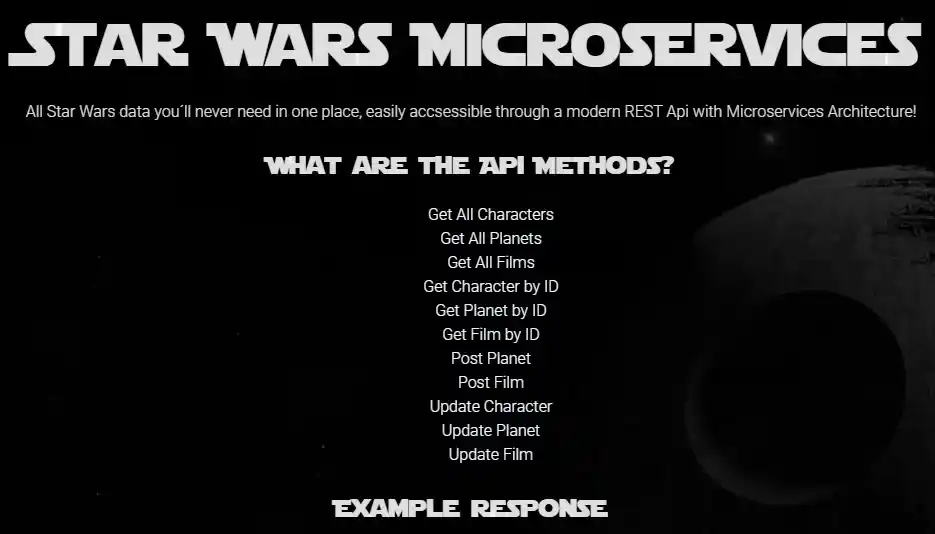 Star Wars Microservices
All Star Wars data you´ll never need in one place, easily accsessible through a modern REST Api with Microservices Architecture!
What are the Api Methods?
Get All Characters
Get All Planets
Get All Films
Get Character by ID
Get Planet by ID
Get Film by ID
Post Planet
Post Film
Update Character
Update Planet
Update Film
Example Response